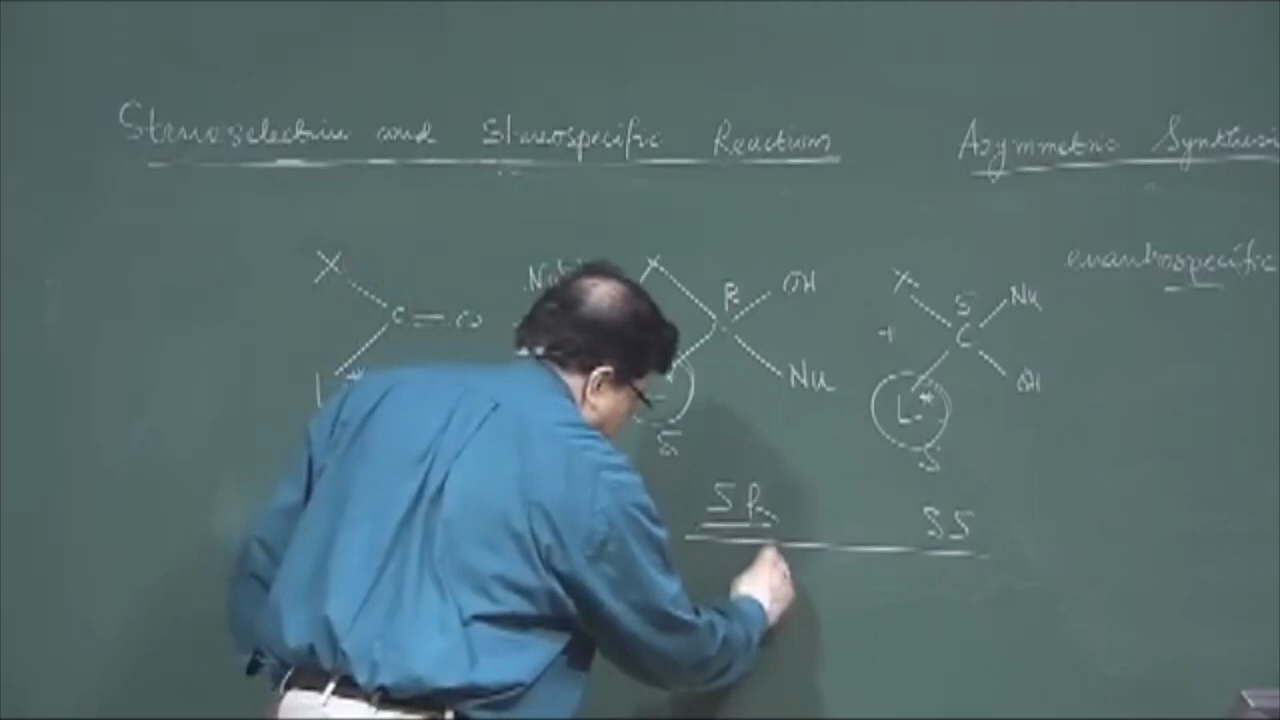 Stereoselective and Stereospecific Reactions
Asymmetric Synthesis
enantiospecific
X C = O L*
Nu
X R OH Nu S
+
X S C Nu OH L* S
SR
SS